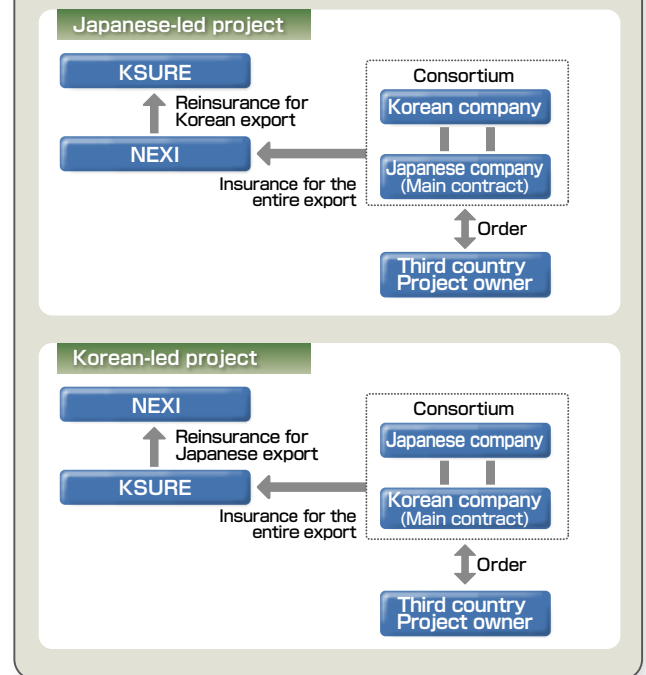 Japanese-led project
KSURE
Reinsurance for
Korean export
NEXI
Insurance for the
entire export
Consortium
Korean company
Japanese company
(Main contract)
Order
Third country
Project owner
Korean-led project
NEXI
Reinsurance for
Japanese export
KSURE
Insurance for the
entire export
Consortium
Japanese company
Korean company
(Main contract)
Order
Third country
Project owner